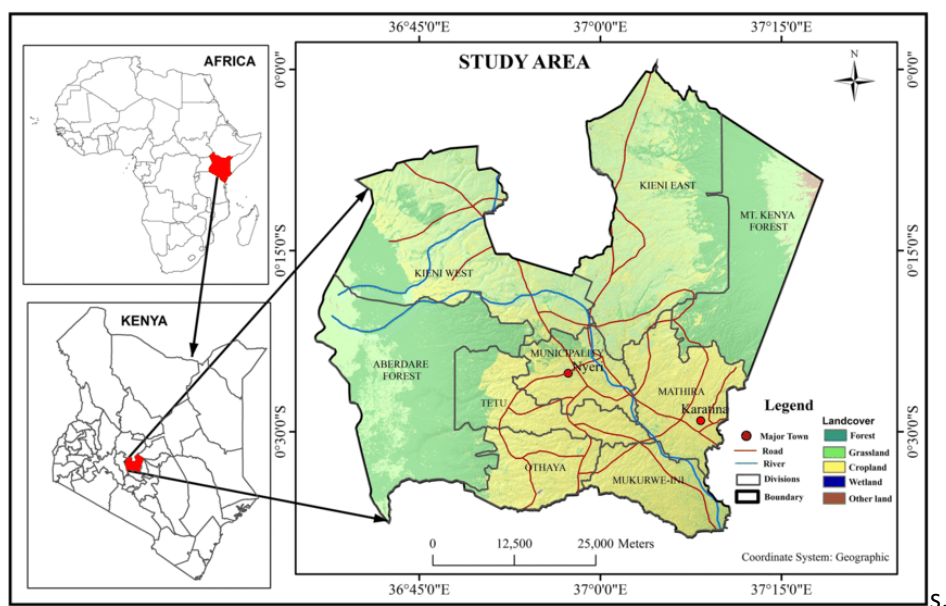 36°45'0"E 37°0'0"E 37°15'0"E
AFRICA
STUDY AREA
N
0°0'0"
0°0'0"
KIENI EAST
MT. KENYA
FOREST
0°15'0"S
0°15'0"S
KIENI WEST
KENYA
ABERDARE
FOREST
MUNICIPALITY
Nyeri
TETU
MATHIRA
Karatina
0°30'0"S
0°30'0"S
OTHAYA
MUKURWE-INI
Legend
Major Town
Road
River
Divisions
Boundary
Landcover
Forest
Grassland
Cropland
Wetland
Other land
0 12,500 25,000 Meters
Coordinate System: Geographic
36°45'0"E 37°0'0"E 37°15'0"E
s.